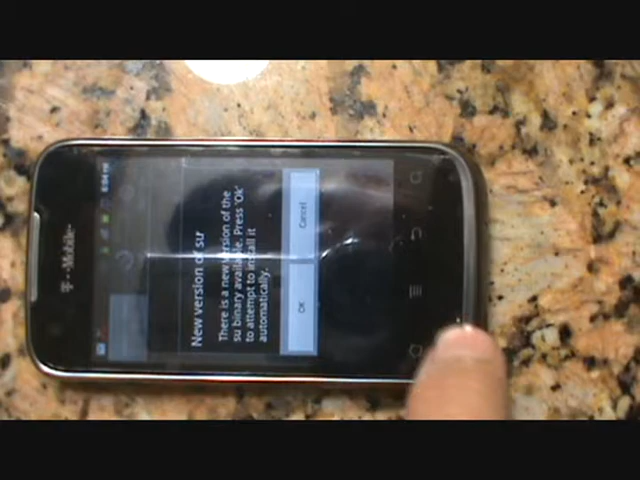 T··Mobile·
New version of su
There is a new version of the
su binary available. Press 'Ok'
to attempt to install it
automatically.
OK
Cancel